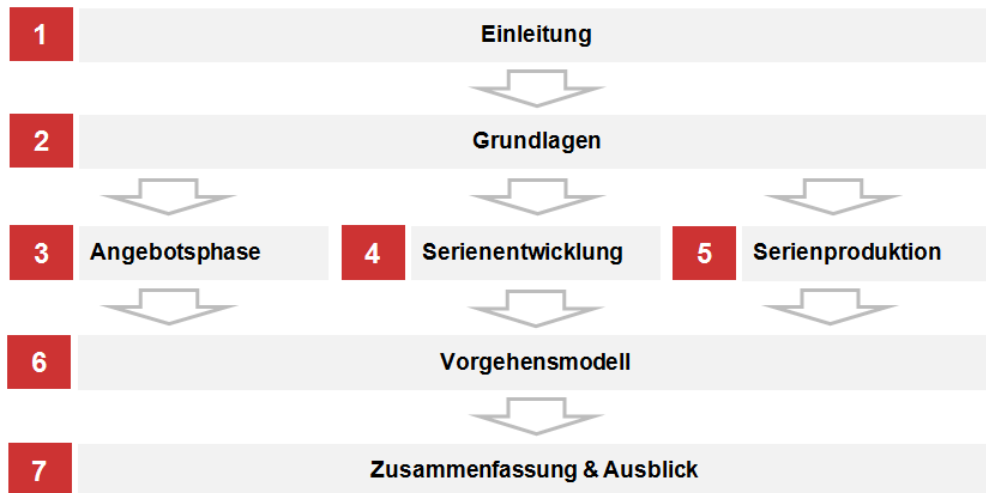 1 Einleitung
2 Grundlagen
3 Angebotsphase 4 Serienentwicklung 5 Serienproduktion
6 Vorgehensmodell
7 Zusammenfassung & Ausblick